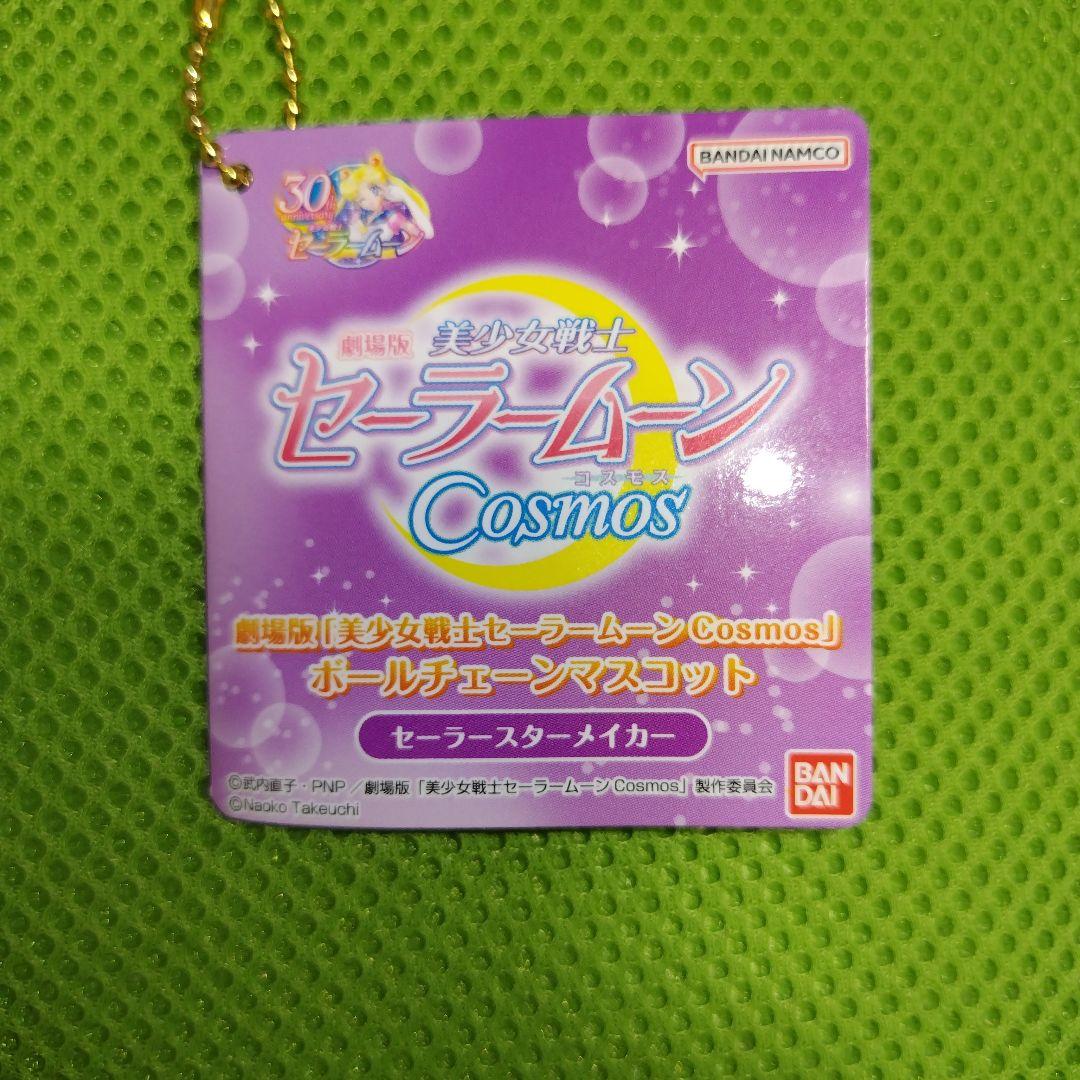 BANDAI NAMCO
30th
anniversary
セーラームーン
劇場版 美少女戦士
セーラームーン
コスモス
Cosmos
劇場版「美少女戦士セーラームーンCosmos」
ボールチェーンマスコット
セーラースターメイカー
©武内直子・PNP／劇場版「美少女戦士セーラームーンCosmos」製作委員会
©Naoko Takeuchi
BAN
DAI